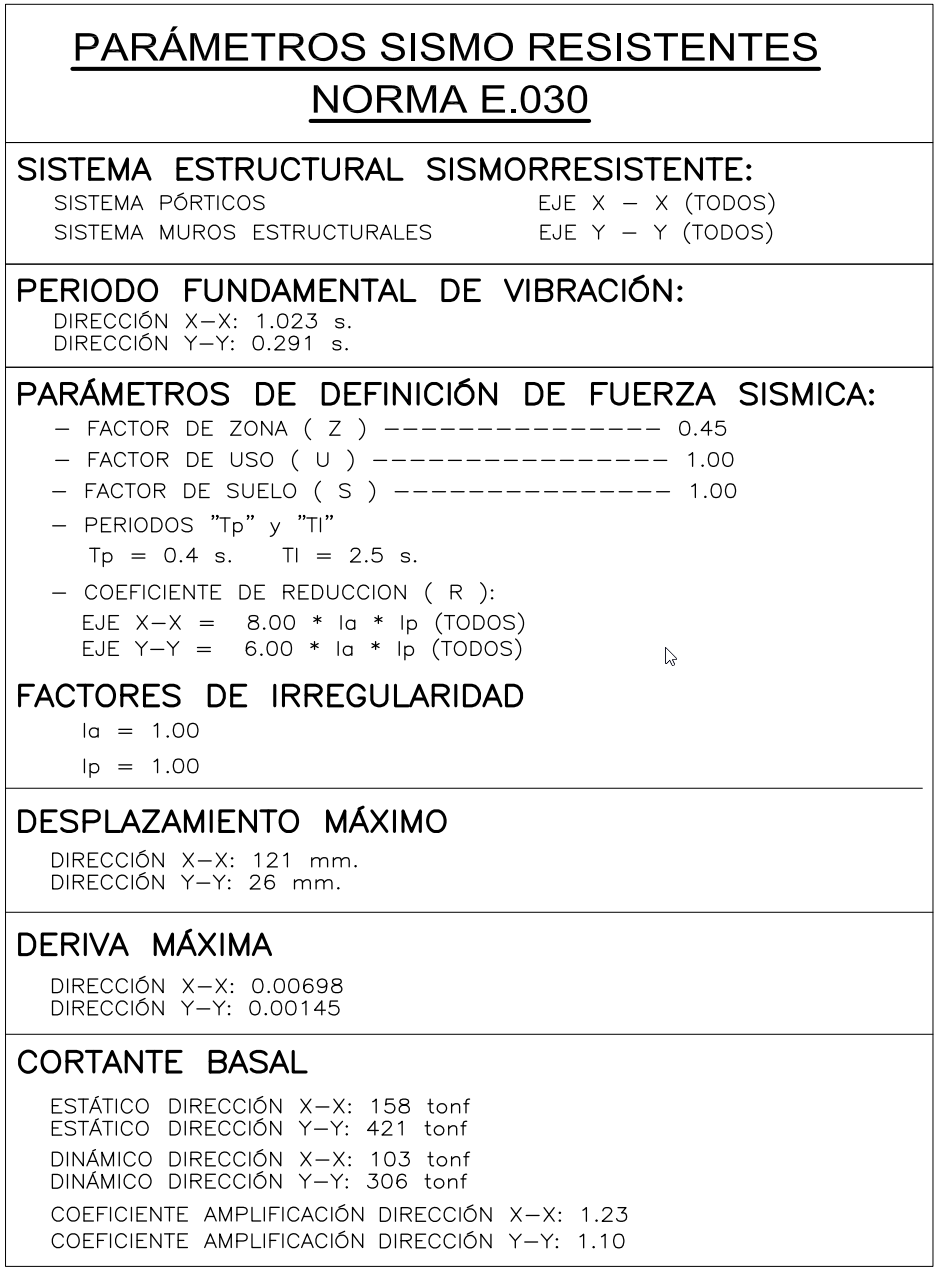 PARÁMETROS SISMO RESISTENTES
NORMA E.030
SISTEMA ESTRUCTURAL SISMORRESISTENTE:
SISTEMA PÓRTICOS EJE X – X (TODOS)
SISTEMA MUROS ESTRUCTURALES EJE Y – Y (TODOS)
PERIODO FUNDAMENTAL DE VIBRACIÓN:
DIRECCIÓN X–X: 1.023 s.
DIRECCIÓN Y–Y: 0.291 s.
PARÁMETROS DE DEFINICIÓN DE FUERZA SISMICA:
– FACTOR DE ZONA ( Z ) ––––––––––––––– 0.45
– FACTOR DE USO ( U ) –––––––––––––––– 1.00
– FACTOR DE SUELO ( S ) ––––––––––––––– 1.00
– PERIODOS "Tp" y "Tl"
Tp = 0.4 s. Tl = 2.5 s.
– COEFICIENTE DE REDUCCION ( R ):
EJE X–X = 8.00 * Ia * Ip (TODOS)
EJE Y–Y = 6.00 * Ia * Ip (TODOS)
FACTORES DE IRREGULARIDAD
Ia = 1.00
Ip = 1.00
DESPLAZAMIENTO MÁXIMO
DIRECCIÓN X–X: 121 mm.
DIRECCIÓN Y–Y: 26 mm.
DERIVA MÁXIMA
DIRECCIÓN X–X: 0.00698
DIRECCIÓN Y–Y: 0.00145
CORTANTE BASAL
ESTÁTICO DIRECCIÓN X–X: 158 tonf
ESTÁTICO DIRECCIÓN Y–Y: 421 tonf
DINÁMICO DIRECCIÓN X–X: 103 tonf
DINÁMICO DIRECCIÓN Y–Y: 306 tonf
COEFICIENTE AMPLIFICACIÓN DIRECCIÓN X–X: 1.23
COEFICIENTE AMPLIFICACIÓN DIRECCIÓN Y–Y: 1.10